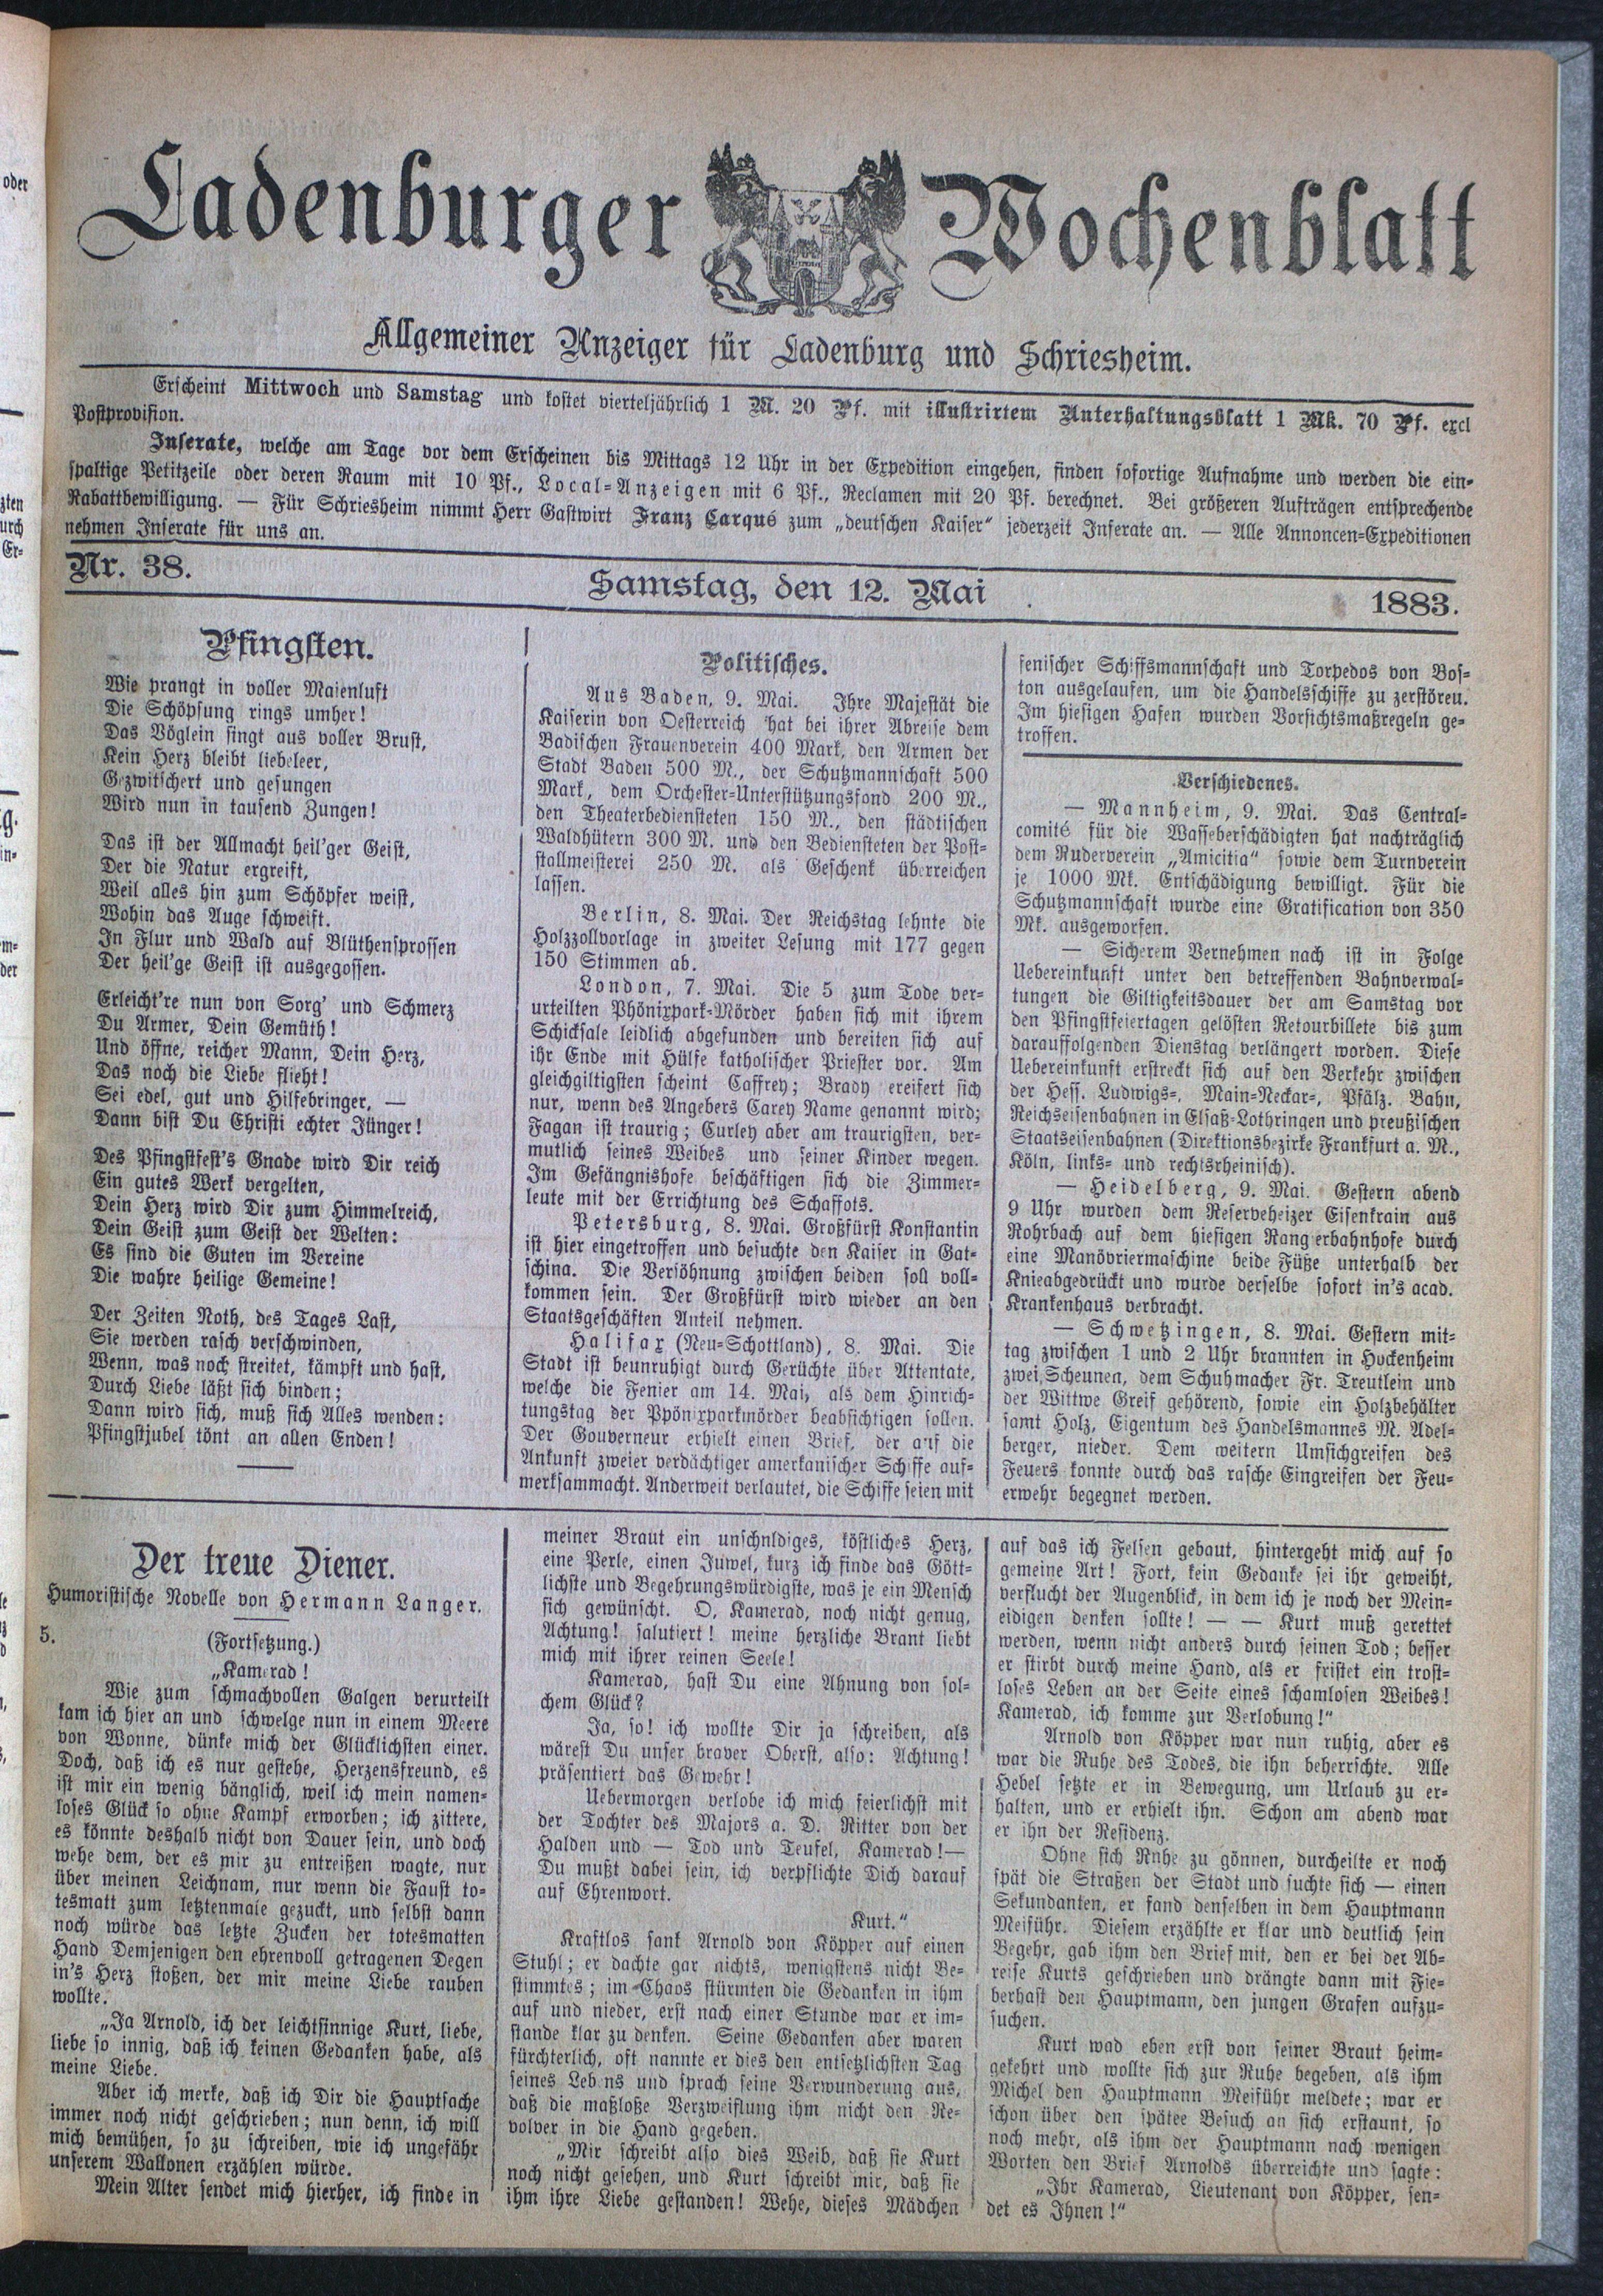 Ladenburger Wochenblatt
Allgemeiner Anzeiger für Ladenburg und Schriesheim.
Erscheint Mittwoch und Samstag und kostet vierteljährlich 1 M. 20 Pf. mit illustrirtem Unterhaltungsblatt 1 Mk. 70 Pf. excl
Postprovision.
Inserate, welche am Tage vor dem Erscheinen bis Mittags 12 Uhr in der Expedition eingehen, finden sofortige Aufnahme und werden die ein-
spaltige Petitzeile oder deren Raum mit 10 Pf., Local-Anzeigen mit 6 Pf., Reclamen mit 20 Pf. berechnet. Bei größeren Aufträgen entsprechende
Rabattbewilligung. — Für Schriesheim nimmt Herr Gastwirt Franz Carqué zum „deutschen Kaiser" jederzeit Inserate an. — Alle Annoncen-Expeditionen
nehmen Inserate für uns an.
Nr. 38.
Samstag, den 12. Mai
1883.
Pfingsten.
Wie prangt in voller Maienluft
Die Schöpfung rings umher!
Das Vöglein singt aus voller Brust,
Kein Herz bleibt liebeleer,
Gezwitschert und gesungen
Wird nun in tausend Zungen!
Das ist der Allmacht heil'ger Geist,
Der die Natur ergreift,
Weil alles hin zum Schöpfer weist,
Wohin das Auge schweift.
In Flur und Wald auf Blüthensprossen
Der heil'ge Geist ist ausgegossen.
Erleicht're nun von Sorg' und Schmerz
Du Armer, Dein Gemüth!
Und öffne, reicher Mann, Dein Herz,
Das noch die Liebe flieht!
Sei edel, gut und Hilfebringer, —
Dann bist Du Christi echter Jünger!
Des Pfingstfest's Gnade wird Dir reich
Ein gutes Werk vergelten,
Dein Herz wird Dir zum Himmelreich,
Dein Geist zum Geist der Welten:
Es sind die Guten im Vereine
Die wahre heilige Gemeine!
Der Zeiten Noth, des Tages Last,
Sie werden rasch verschwinden,
Wenn, was noch streitet, kämpft und hast,
Durch Liebe läßt sich binden;
Dann wird sich, muß sich Alles wenden:
Pfingstjubel tönt an allen Enden!
Politisches.
Aus Baden, 9. Mai. Ihre Majestät die
Kaiserin von Oesterreich hat bei ihrer Abreise dem
Badischen Frauenverein 400 Mark, den Armen der
Stadt Baden 500 M., der Schutzmannschaft 500
Mark, dem Orchester-Unterstützungsfond 200 M.,
den Theaterbediensteten 150 M., den städtischen
Waldhütern 300 M. und den Bediensteten der Post-
stallmeisterei 250 M. als Geschenk überreichen
lassen.
Berlin, 8. Mai. Der Reichstag lehnte die
Holzzollvorlage in zweiter Lesung mit 177 gegen
150 Stimmen ab.
London, 7. Mai. Die 5 zum Tode ver-
urteilten Phönixpark-Mörder haben sich mit ihrem
Schicksale leidlich abgefunden und bereiten sich auf
ihr Ende mit Hülfe katholischer Priester vor. Am
gleichgiltigsten scheint Caffrey; Brady ereifert sich
nur, wenn des Angebers Carey Name genannt wird;
Fagan ist traurig; Curley aber am traurigsten, ver-
mutlich seines Weibes und seiner Kinder wegen.
Im Gefängnishofe beschäftigen sich die Zimmer-
leute mit der Errichtung des Schaffots.
Petersburg, 8. Mai. Großfürst Konstantin
ist hier eingetroffen und besuchte den Kaiser in Gat-
schina. Die Versöhnung zwischen beiden soll voll-
kommen sein. Der Großfürst wird wieder an den
Staatsgeschäften Anteil nehmen.
Halifax (Neu-Schottland), 8. Mai. Die
Stadt ist beunruhigt durch Gerüchte über Attentate,
welche die Fenier am 14. Mai, als dem Hinrich-
tungstag der Ppönixparkmörder beabsichtigen sollen.
Der Gouverneur erhielt einen Brief, der auf die
Ankunft zweier verdächtiger amerkanischer Schiffe auf-
merksammacht. Anderweit verlautet, die Schiffe seien mit
fenischer Schiffsmannschaft und Torpedos von Bos-
ton ausgelaufen, um die Handelsschiffe zu zerstören.
Im hiesigen Hafen wurden Vorsichtsmaßregeln ge-
troffen.
Verschiedenes.
— Mannheim, 9. Mai. Das Central-
comité für die Wasseberschädigten hat nachträglich
dem Ruderverein „Amicitia" sowie dem Turnverein
je 1000 Mk. Entschädigung bewilligt. Für die
Schutzmannschaft wurde eine Gratification von 350
Mk. ausgeworfen.
— Sicherem Vernehmen nach ist in Folge
Uebereinkunft unter den betreffenden Bahnverwal-
tungen die Giltigkeitsdauer der am Samstag vor
den Pfingstfeiertagen gelösten Retourbillete bis zum
darauffolgenden Dienstag verlängert worden. Diese
Uebereinkunft erstreckt sich auf den Verkehr zwischen
der Hess. Ludwigs-, Main-Neckar-, Pfälz. Bahn,
Reichseisenbahnen in Elsaß-Lothringen und preußischen
Staatseisenbahnen (Direktionsbezirke Frankfurt a. M.,
Köln, links- und rechtsrheinisch).
— Heidelberg, 9. Mai. Gestern abend
9 Uhr wurden dem Reserveheizer Eisenkrain aus
Rohrbach auf dem hiesigen Rangierbahnhofe durch
eine Manövriermaschine beide Füße unterhalb der
Knieabgedrückt und wurde derselbe sofort in's acad.
Krankenhaus verbracht.
— Schwetzingen, 8. Mai. Gestern mit-
tag zwischen 1 und 2 Uhr brannten in Hockenheim
zwei Scheunen, dem Schuhmacher Fr. Treutlein und
der Wittwe Greif gehörend, sowie ein Holzbehälter
samt Holz, Eigentum des Handelsmannes M. Adel-
berger, nieder. Dem weitern Umsichgreifen des
Feuers konnte durch das rasche Eingreifen der Feu-
erwehr begegnet werden.
Der treue Diener.
Humoristische Novelle von Hermann Langer.
5.
(Fortsetzung.)
„Kamerad!
Wie zum schmachvollen Galgen verurteilt
kam ich hier an und schwelge nun in einem Meere
von Wonne, dünke mich der Glücklichsten einer.
Doch, daß ich es nur gestehe, Herzensfreund, es
ist mir ein wenig bänglich, weil ich mein namen-
loses Glück so ohne Kampf erworben; ich zittere,
es könnte deshalb nicht von Dauer sein, und doch
wehe dem, der es mir zu entreißen wagte, nur
über meinen Leichnam, nur wenn die Faust to-
tesmatt zum letztenmale gezuckt, und selbst dann
noch würde das letzte Zucken der totesmatten
Hand Demjenigen den ehrenvoll getragenen Degen
in's Herz stoßen, der mir meine Liebe rauben
wollte.
„Ja Arnold, ich der leichtsinnige Kurt, liebe,
liebe so innig, daß ich keinen Gedanken habe, als
meine Liebe.
Aber ich merke, daß ich Dir die Hauptsache
immer noch nicht geschrieben; nun denn, ich will
mich bemühen, so zu schreiben, wie ich ungefähr
unserem Wallonen erzählen würde.
Mein Alter sendet mich hierher, ich finde in
meiner Braut ein unschnldiges, köstliches Herz,
eine Perle, einen Juwel, kurz ich finde das Gött-
lichste und Begehrungswürdigste, was je ein Mensch
sich gewünscht. O, Kamerad, noch nicht genug,
Achtung! salutiert! meine herzliche Brant liebt
mich mit ihrer reinen Seele!
Kamerad, hast Du eine Ahnung von sol-
chem Glück?
Ja, so! ich wollte Dir ja schreiben, als
wärest Du unser braver Oberst, also: Achtung!
präsentiert das Gewehr!
Uebermorgen verlobe ich mich feierlichst mit
der Tochter des Majors a. D. Ritter von der
Halden und — Tod und Teufel, Kamerad!—
Du mußt dabei sein, ich verpflichte Dich darauf
auf Ehrenwort.
Kurt."
Kraftlos sank Arnold von Köpper auf einen
Stuhl; er dachte gar nichts, wenigstens nicht Be-
stimmtes; im Chaos stürmten die Gedanken in ihm
auf und nieder, erst nach einer Stunde war er im-
stande klar zu denken. Seine Gedanken aber waren
fürchterlich, oft nannte er dies den entsetzlichsten Tag
seines Lebens und sprach seine Verwunderung aus,
daß die maßloße Verzweiflung ihm nicht den Re-
volver in die Hand gegeben.
„Mir schreibt also dies Weib, daß sie Kurt
noch nicht gesehen, und Kurt schreibt mir, daß sie
ihm ihre Liebe gestanden! Wehe, dieses Mädchen
auf das ich Felsen gebaut, hintergeht mich auf so
gemeine Art! Fort, kein Gedanke sei ihr geweiht,
verflucht der Augenblick, in dem ich je noch der Mein-
eidigen denken sollte! — — Kurt muß gerettet
werden, wenn nicht anders durch seinen Tod; besser
er stirbt durch meine Hand, als er fristet ein trost-
loses Leben an der Seite eines schamlosen Weibes!
Kamerad, ich komme zur Verlobung!"
Arnold von Köpper war nun ruhig, aber es
war die Ruhe des Todes, die ihn beherrschte. Alle
Hebel setzte er in Bewegung, um Urlaub zu er-
halten, und er erhielt ihn. Schon am abend war
er ihn der Residenz.
Ohne sich Ruhe zu gönnen, durcheilte er noch
spät die Straßen der Stadt und suchte sich — einen
Sekundanten, er fand denselben in dem Hauptmann
Meiführ. Diesem erzählte er klar und deutlich sein
Begehr, gab ihm den Brief mit, den er bei der Ab-
reise Kurts geschrieben und drängte dann mit Fie-
berhast den Hauptmann, den jungen Grafen aufzu-
suchen.
Kurt wad eben erst von seiner Braut heim-
gekehrt und wollte sich zur Ruhe begeben, als ihm
Michel den Hauptmann Meiführ meldete; war er
schon über den spätee Besuch an sich erstaunt, so
noch mehr, als ihm der Hauptmann nach wenigen
Worten den Brief Arnolds überreichte und sagte:
„Ihr Kamerad, Lieutenant von Köpper, sen-
det es Ihnen!"